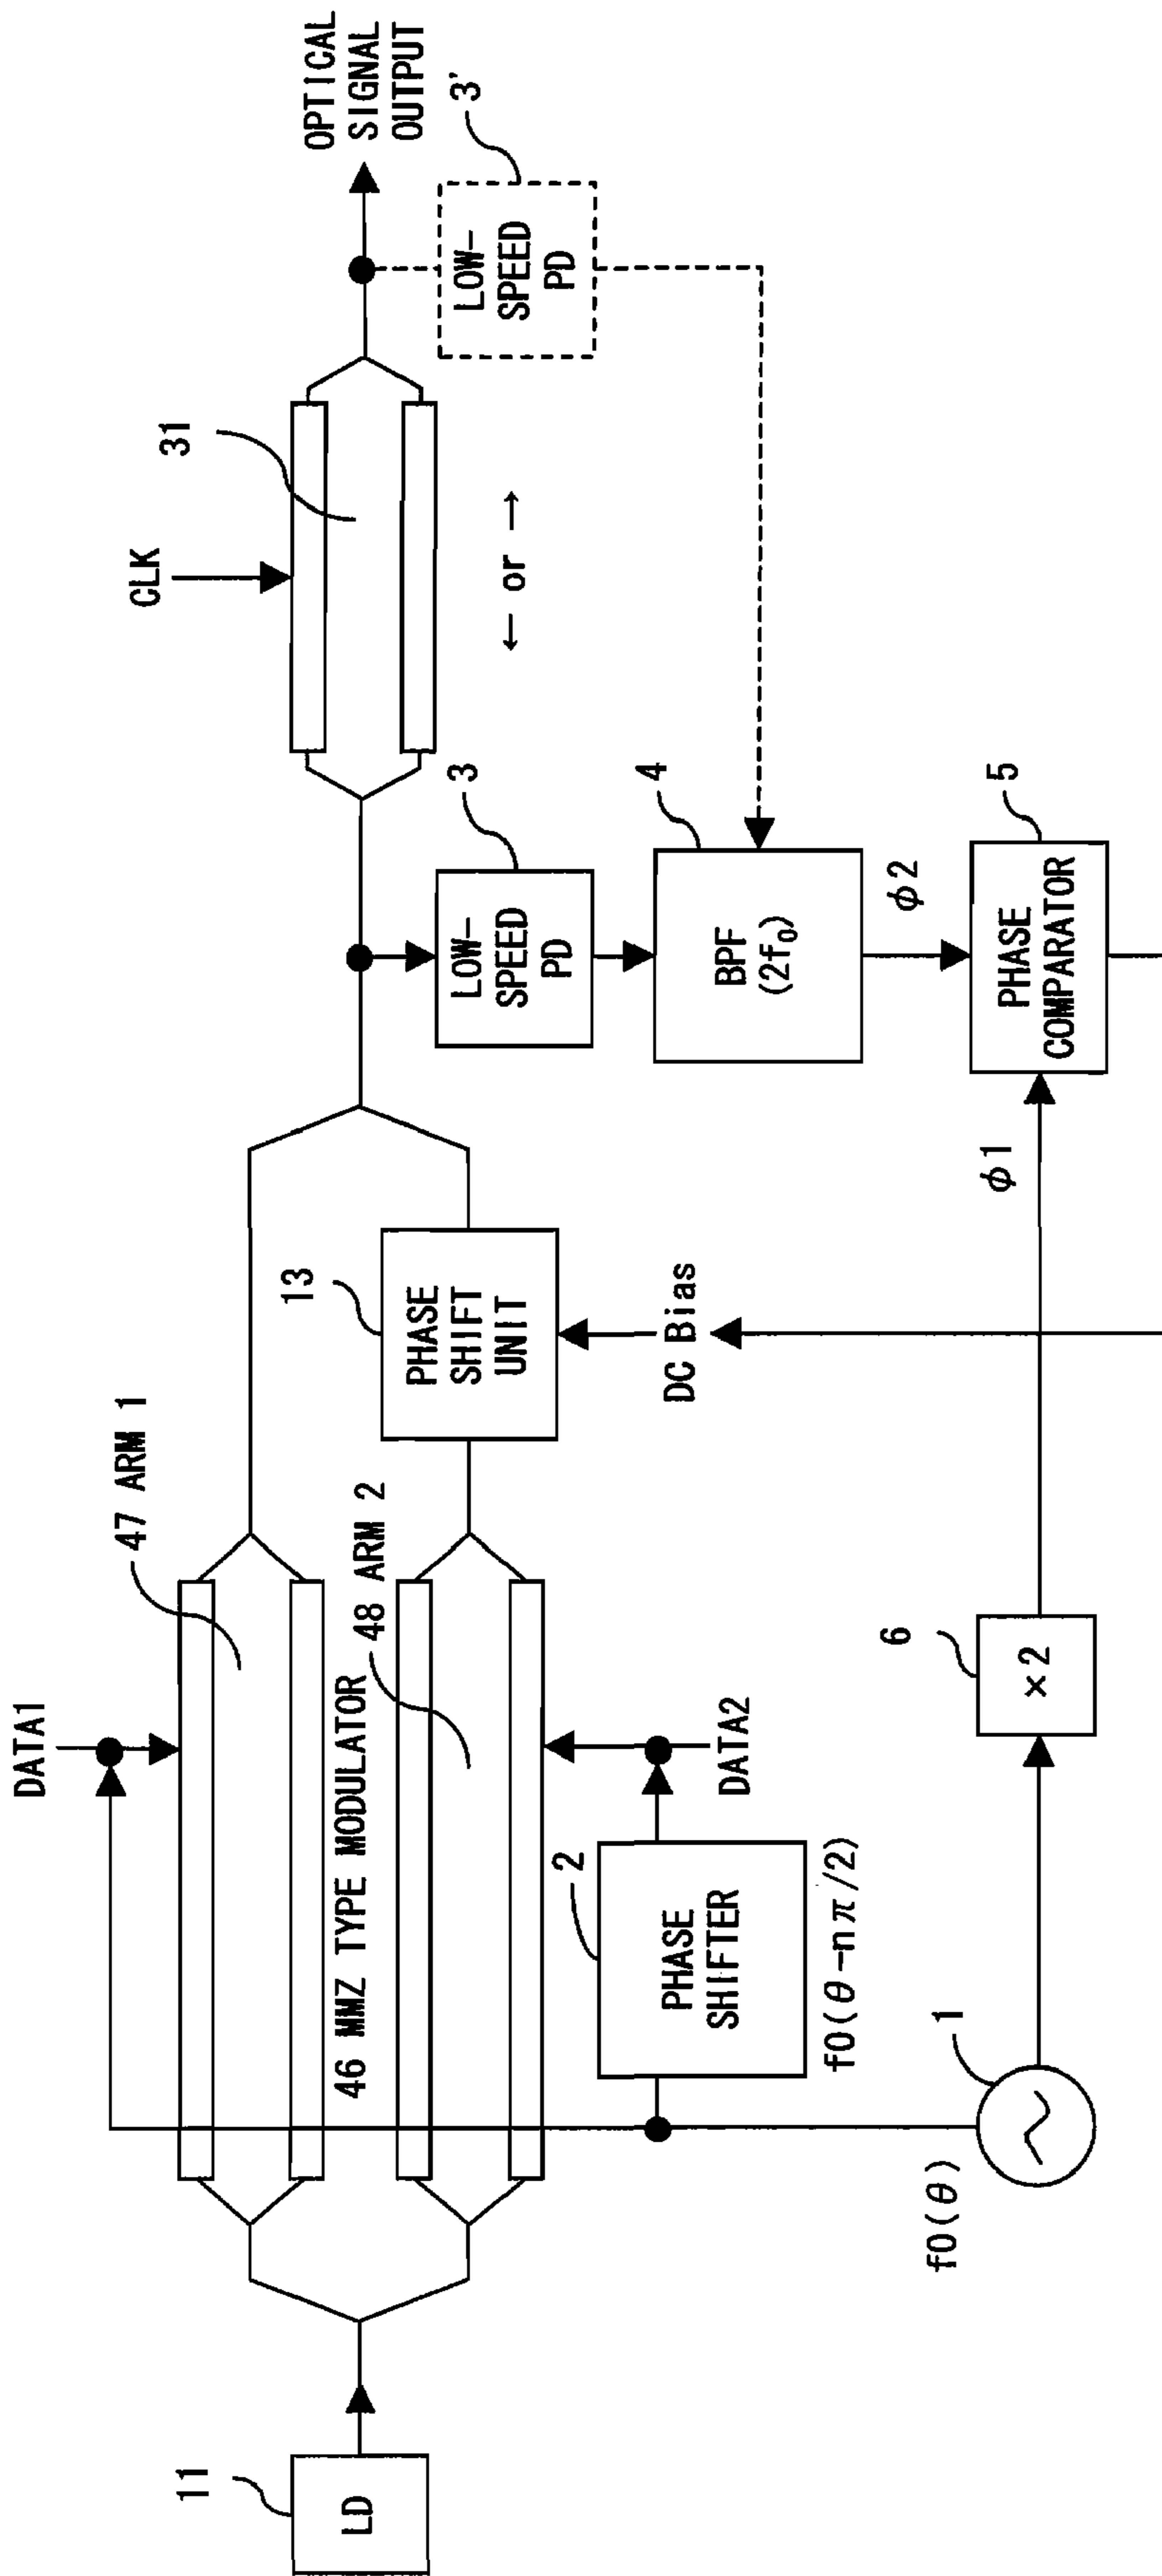 OPTICAL
SIGNAL
OUTPUT
3'
LOW-
SPEED
PD
31
CLK
← or →
3
LOW-
SPEED
PD
4
BPF
(2f0)
φ2
5
PHASE
COMPARATOR
φ1
13
PHASE
SHIFT
UNIT
DC Bias
47 ARM 1
48 ARM 2
46 MMZ TYPE MODULATOR
DATA1
DATA2
2
PHASE
SHIFTER
f0(θ-nπ/2)
6
×2
1
f0(θ)
11
LD